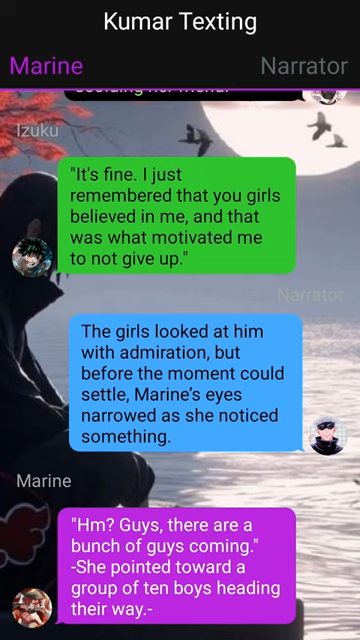 Kumar Texting
Marine
Narrator
Izuku
"It's fine. I just
remembered that you girls
believed in me, and that
was what motivated me
to not give up."
Narrator
The girls looked at him
with admiration, but
before the moment could
settle, Marine's eyes
narrowed as she noticed
something.
Marine
"Hm? Guys, there are a
bunch of guys coming."
-She pointed toward a
group of ten boys heading
their way.-